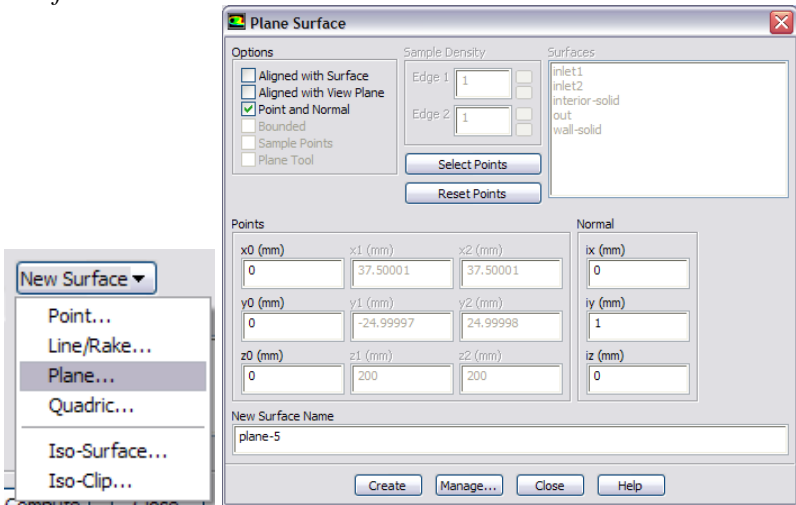 New Surface
Point...
Line/Rake...
Plane...
Quadric...
Iso-Surface...
Iso-Clip...
Plane Surface
Options
Aligned with Surface
Aligned with View Plane
Point and Normal
Bounded
Sample Points
Plane Tool
Sample Density
Edge 1 1
Edge 2 1
Select Points
Reset Points
Surfaces
inlet1
inlet2
interior-solid
out
wall-solid
Points
x0 (mm) x1 (mm) x2 (mm)
0 37.50001 37.50001
y0 (mm) y1 (mm) y2 (mm)
0 -24.99997 24.99998
z0 (mm) z1 (mm) z2 (mm)
0 200 200
Normal
ix (mm)
0
iy (mm)
1
iz (mm)
0
New Surface Name
plane-5
Create Manage... Close Help